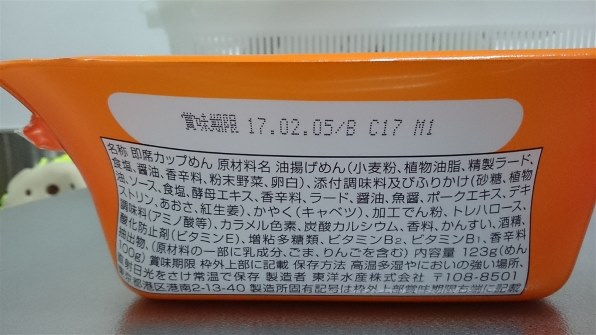 賞味期限 17.02.05/B C17 M1
名称 即席カップめん 原材料名 油揚げめん(小麦粉、植物油脂、精製ラード、
食塩、醤油、香辛料、粉末野菜、卵白)、添付調味料及びふりかけ(砂糖、植物
油、ソース、食塩、酵母エキス、香辛料、ラード、醤油、魚醤、ポークエキス、デキ
ストリン、あおさ、紅生姜)、かやく(キャベツ)、加工でん粉、トレハロース、
調味料(アミノ酸等)、カラメル色素、炭酸カルシウム、香料、かんすい、酒精、
酸化防止剤(ビタミンE)、増粘多糖類、ビタミンB₂、ビタミンB₁、香辛料
抽出物、(原材料の一部に乳成分、ごま、りんごを含む) 内容量 123g(めん
100g) 賞味期限 枠外上部に記載 保存方法 高温多湿やにおいの強い場所、
直射日光をさけ常温で保存 製造者 東洋水産株式会社 〒108-8501
東京都港区港南2-13-40 製造所固有記号は枠外上部賞味期限右端に記載